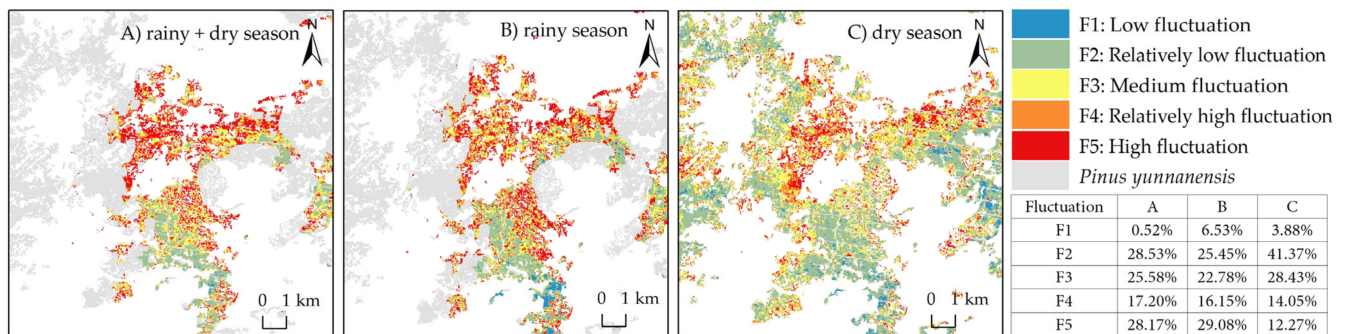 A) rainy + dry season
N
0 1 km
B) rainy season
N
0 1 km
C) dry season
N
0 1 km
F1: Low fluctuation
F2: Relatively low fluctuation
F3: Medium fluctuation
F4: Relatively high fluctuation
F5: High fluctuation
Pinus yunnanensis
Fluctuation A B C
F1 0.52% 6.53% 3.88%
F2 28.53% 25.45% 41.37%
F3 25.58% 22.78% 28.43%
F4 17.20% 16.15% 14.05%
F5 28.17% 29.08% 12.27%